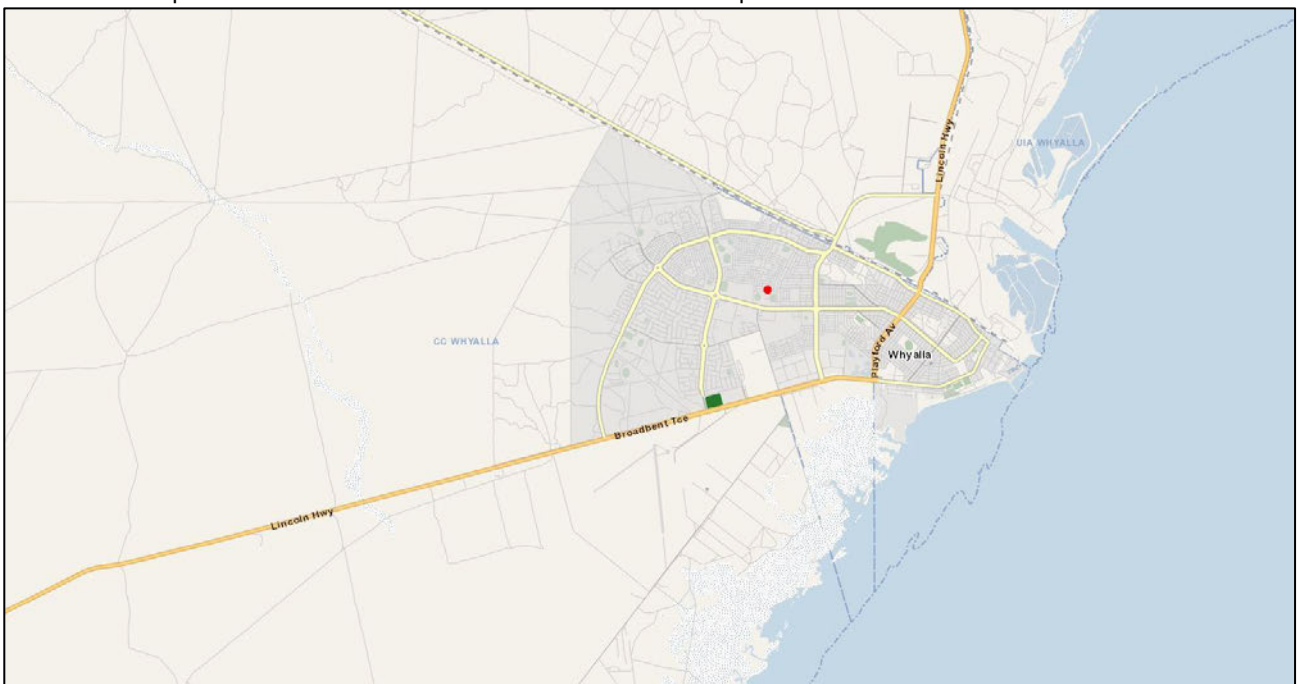 Lincoln Hwy
UIA WHYALLA
CC WHYALLA
Playford Av
Whyalla
Broadbent Tce
Lincoln Hwy